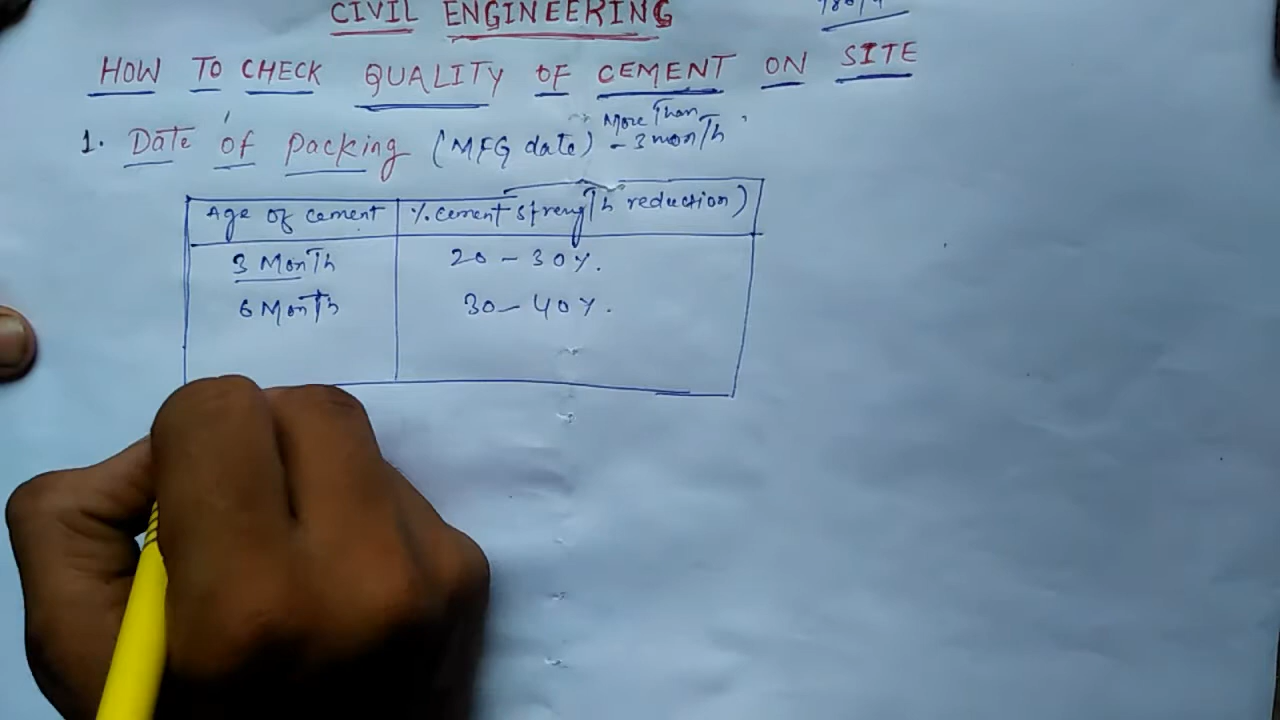 CIVIL ENGINEERING
HOW TO CHECK QUALITY OF CEMENT ON SITE
1. Date of packing (MFG date) - More Than 3 month
Age of cement % cement strength reduction)
3 Month 20 - 30%.
6 Month 30 - 40%.